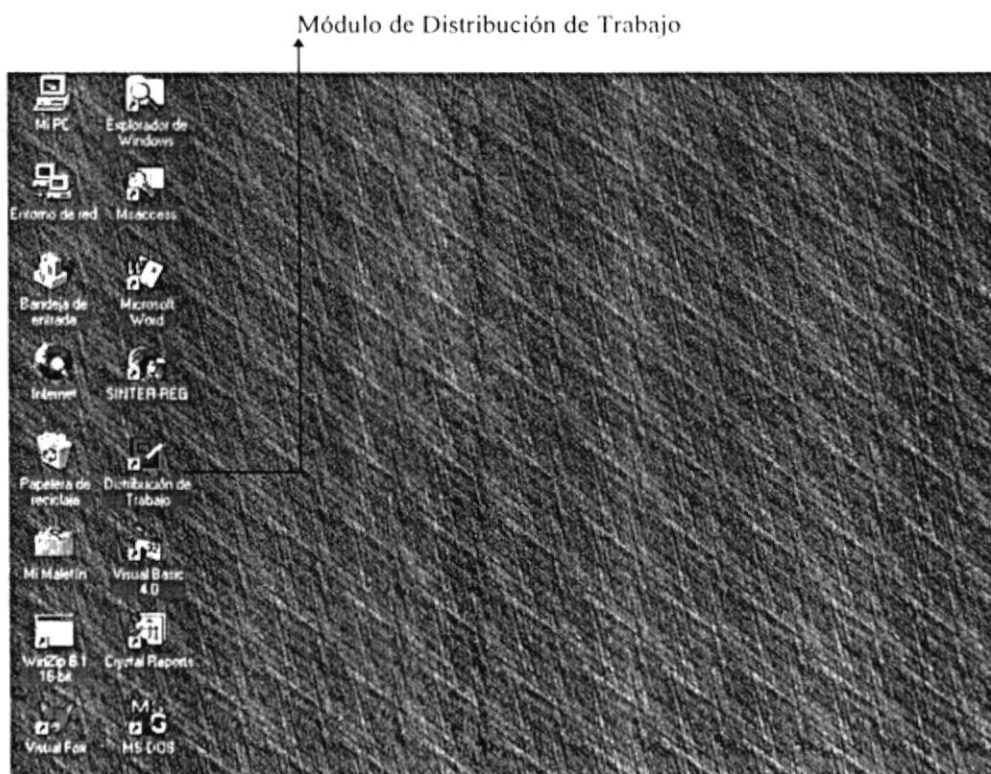 Módulo de Distribución de Trabajo
Mi PC
Explorador de
Windows
Entorno de red
Msaccess
Bandeja de
entrada
Microsoft
Word
Internet
SINTER-REG
Papelera de
reciclaje
Distribución de
Trabajo
Mi Maletín
Visual Basic
4.0
WinZip 6.1
16-bit
Crystal Reports
Visual Fox
MS-DOS